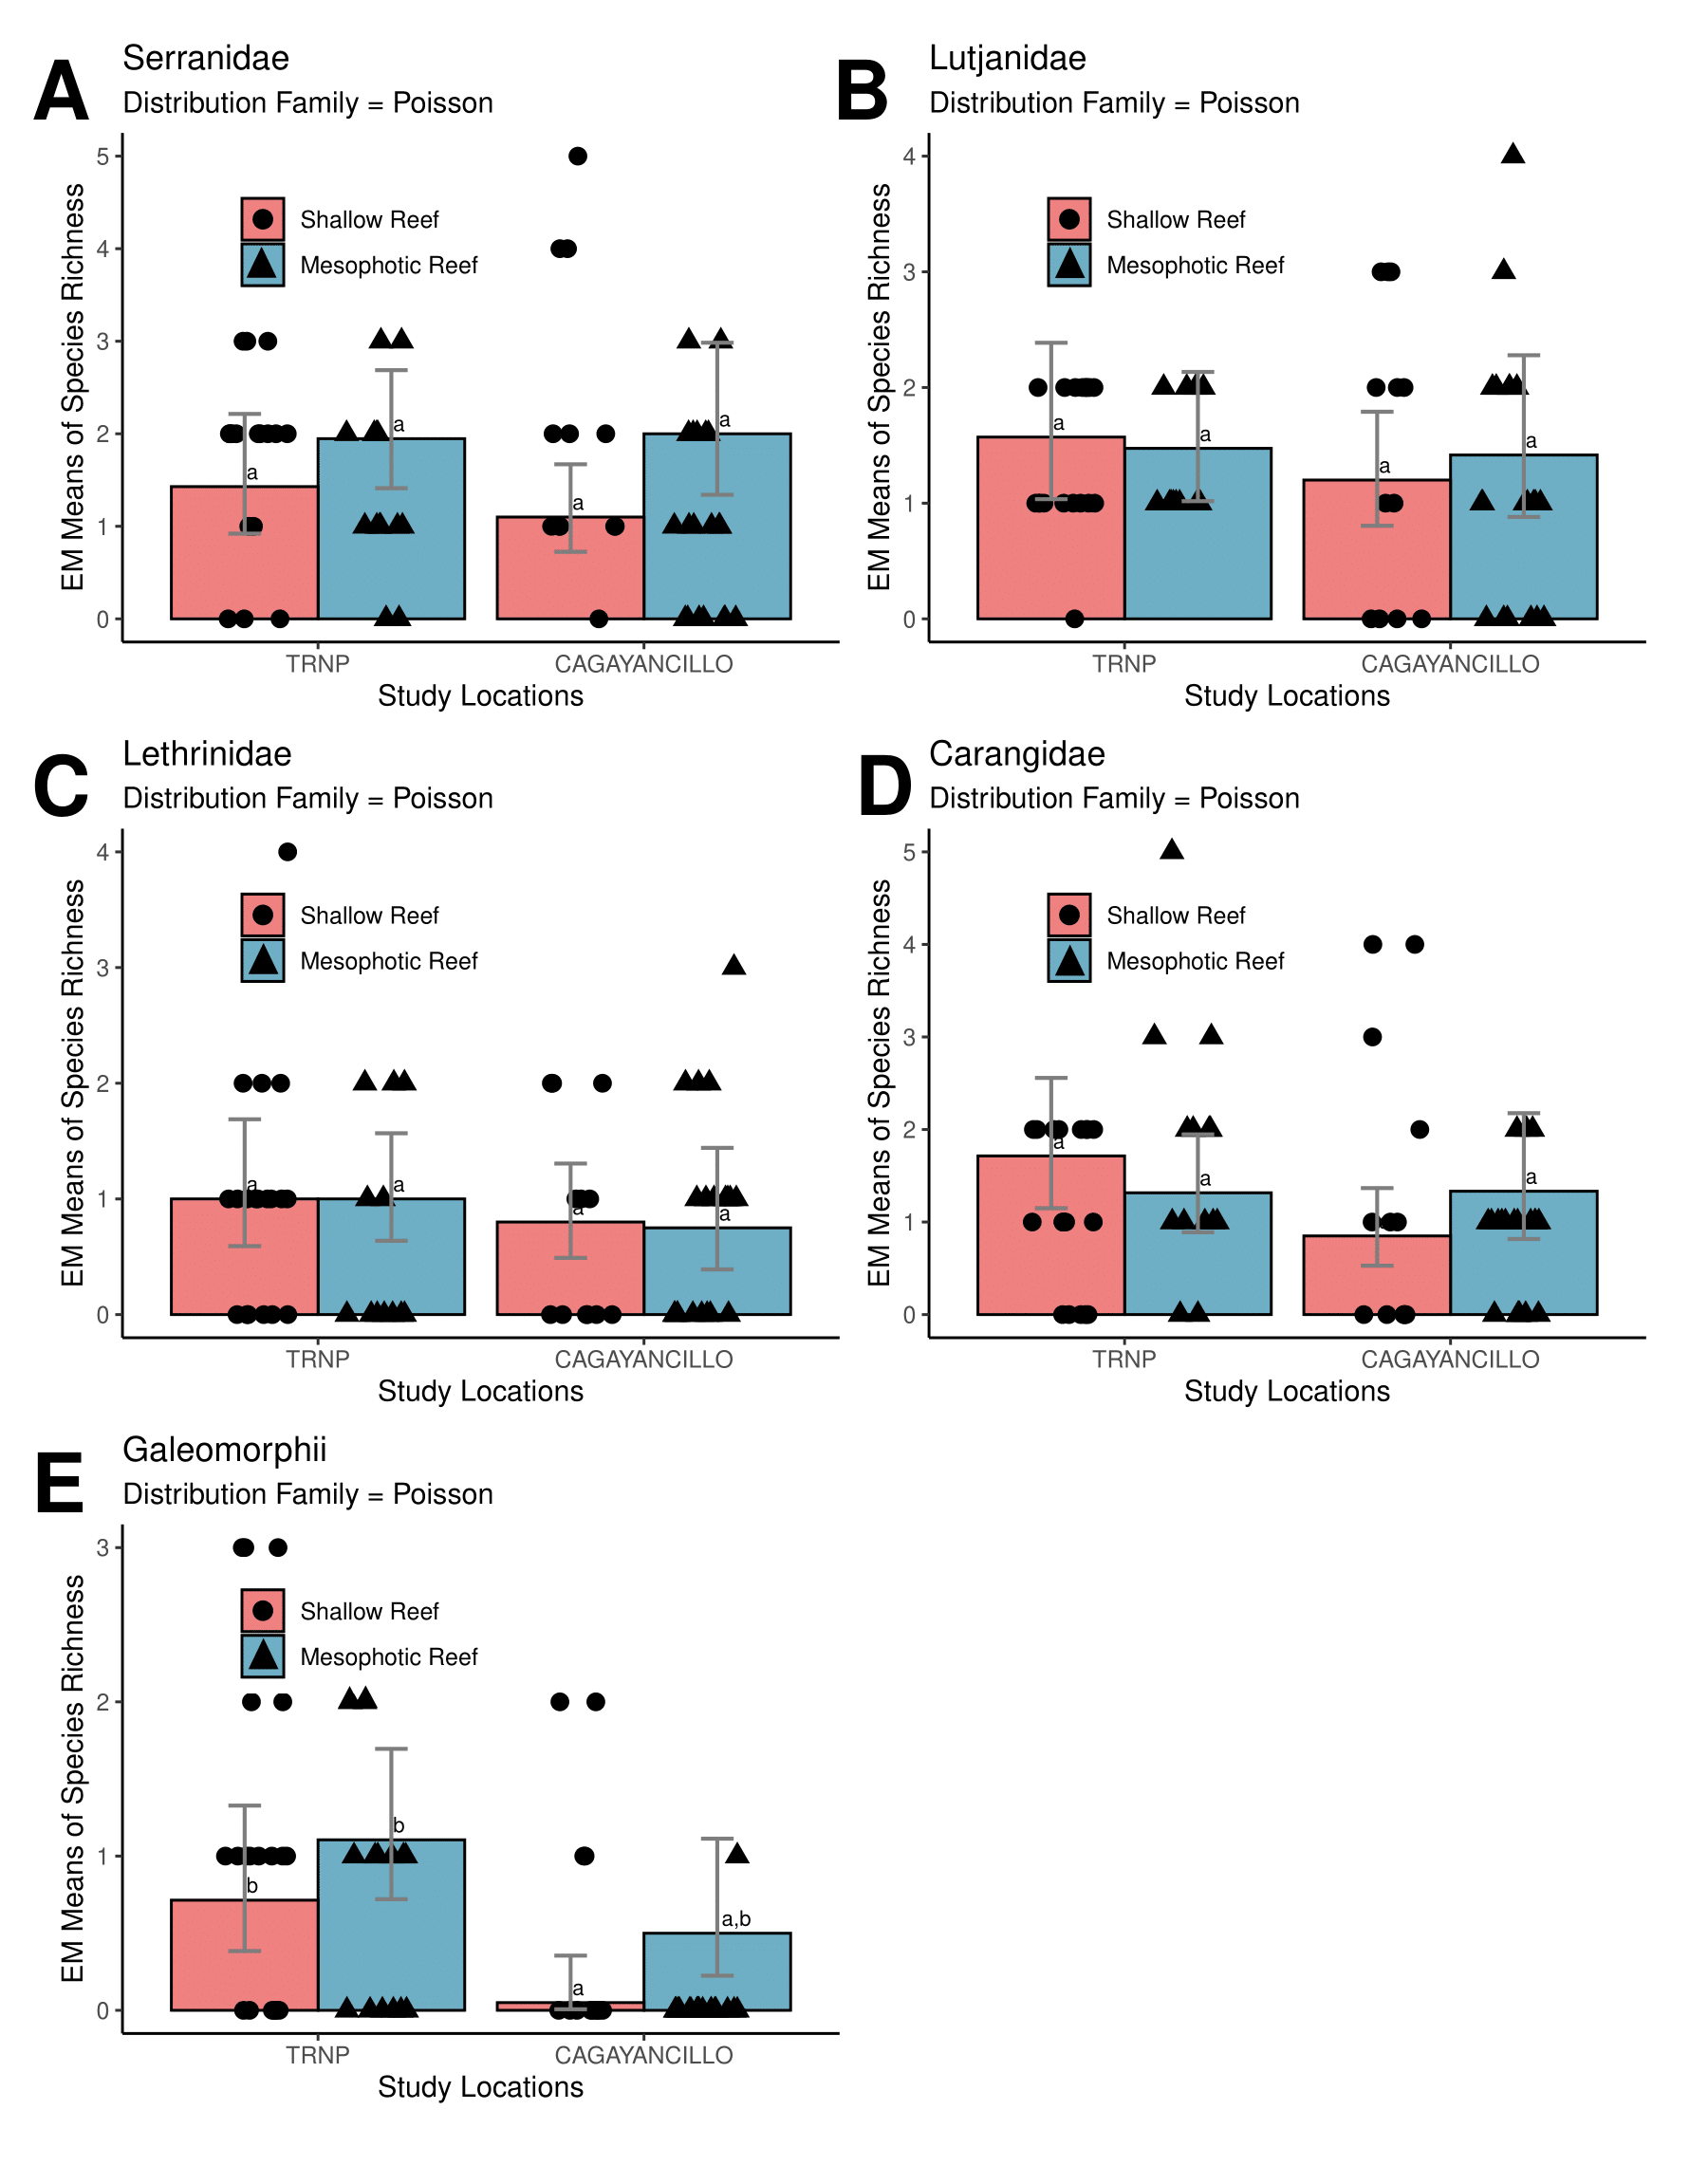 A
Serranidae
Distribution Family = Poisson
EM Means of Species Richness
5
4
3
2
1
0
Shallow Reef
Mesophotic Reef
a
a
a
a
TRNP
CAGAYANCILLO
Study Locations
B
Lutjanidae
Distribution Family = Poisson
EM Means of Species Richness
4
3
2
1
0
Shallow Reef
Mesophotic Reef
a
a
a
a
TRNP
CAGAYANCILLO
Study Locations
C
Lethrinidae
Distribution Family = Poisson
EM Means of Species Richness
4
3
2
1
0
Shallow Reef
Mesophotic Reef
a
a
a
a
TRNP
CAGAYANCILLO
Study Locations
D
Carangidae
Distribution Family = Poisson
EM Means of Species Richness
5
4
3
2
1
0
Shallow Reef
Mesophotic Reef
a
a
a
TRNP
CAGAYANCILLO
Study Locations
E
Galeomorphii
Distribution Family = Poisson
EM Means of Species Richness
3
2
1
0
Shallow Reef
Mesophotic Reef
b
b
a
a,b
TRNP
CAGAYANCILLO
Study Locations